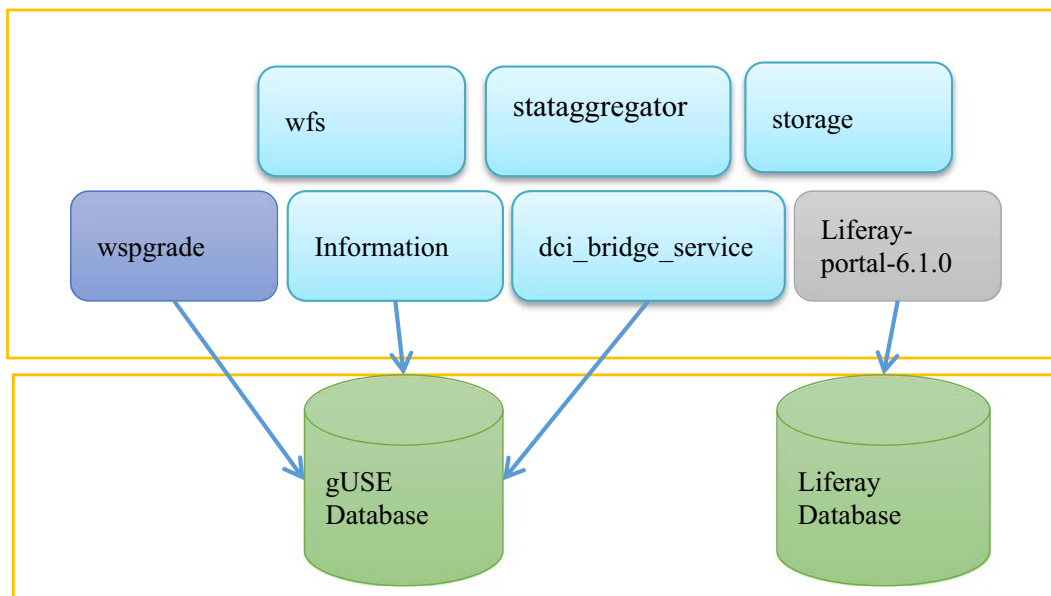 wfs
stataggregator
storage
wspgrade
Information
dci_bridge_service
Liferay-
portal-6.1.0
gUSE
Database
Liferay
Database